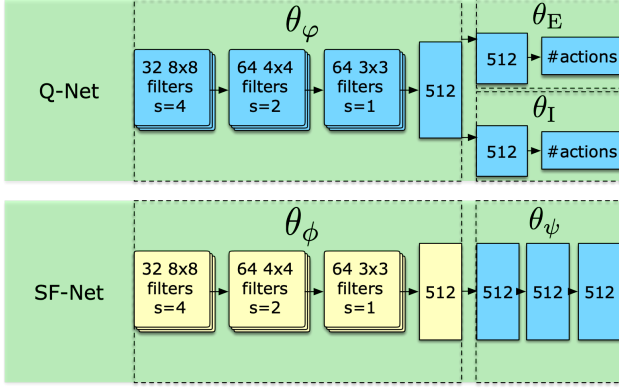 θφ
θE
Q-Net
32 8x8
filters
s=4
64 4x4
filters
s=2
64 3x3
filters
s=1
512
512
#actions
θI
512
#actions
θϕ
θψ
SF-Net
32 8x8
filters
s=4
64 4x4
filters
s=2
64 3x3
filters
s=1
512
512
512
512